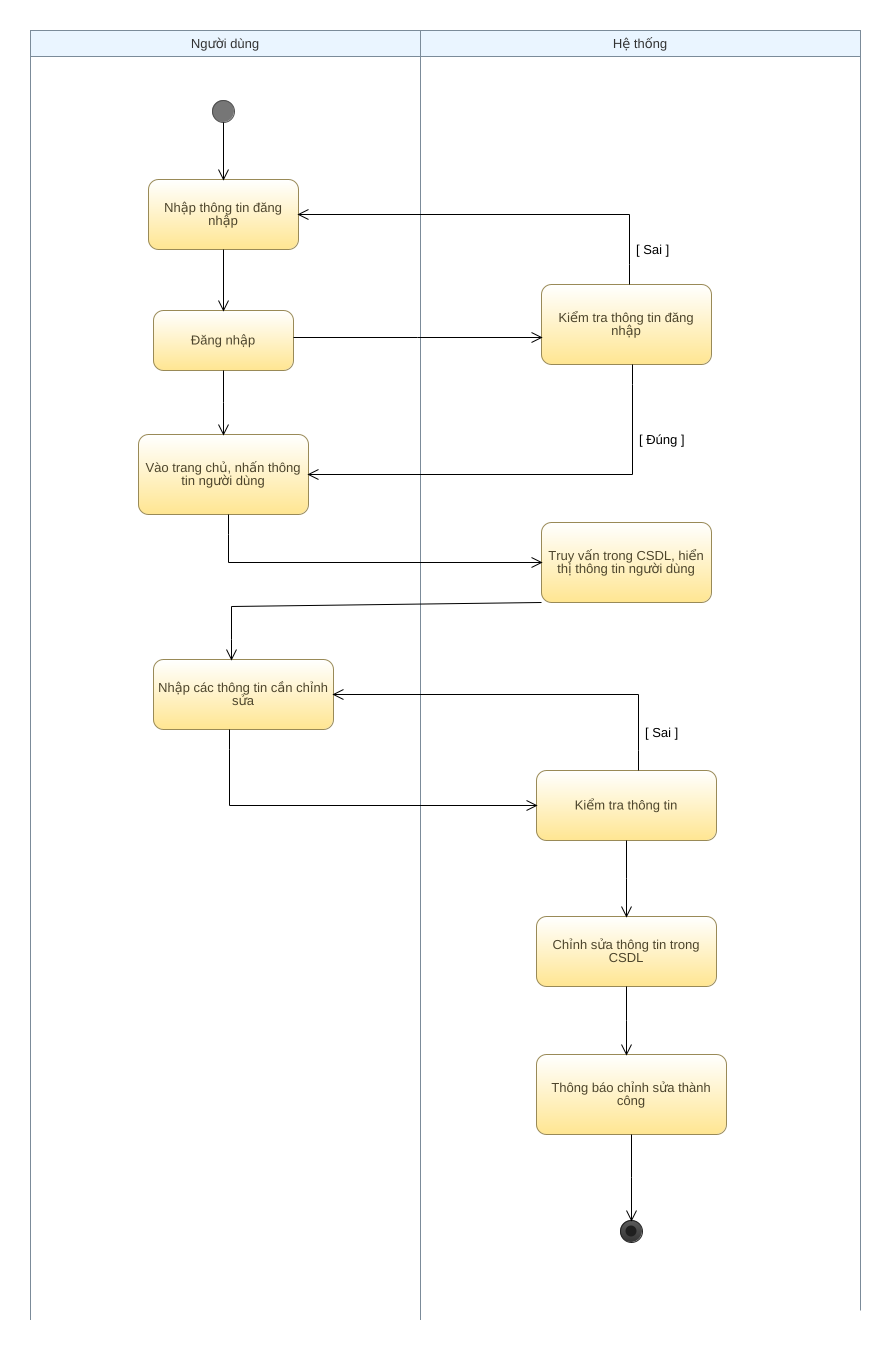 Người dùng
Hệ thống
Nhập thông tin đăng
nhập
[ Sai ]
Kiểm tra thông tin đăng
nhập
Đăng nhập
[ Đúng ]
Vào trang chủ, nhấn thông
tin người dùng
Truy vấn trong CSDL, hiển
thị thông tin người dùng
Nhập các thông tin cần chỉnh
sửa
[ Sai ]
Kiểm tra thông tin
Chỉnh sửa thông tin trong
CSDL
Thông báo chỉnh sửa thành
công